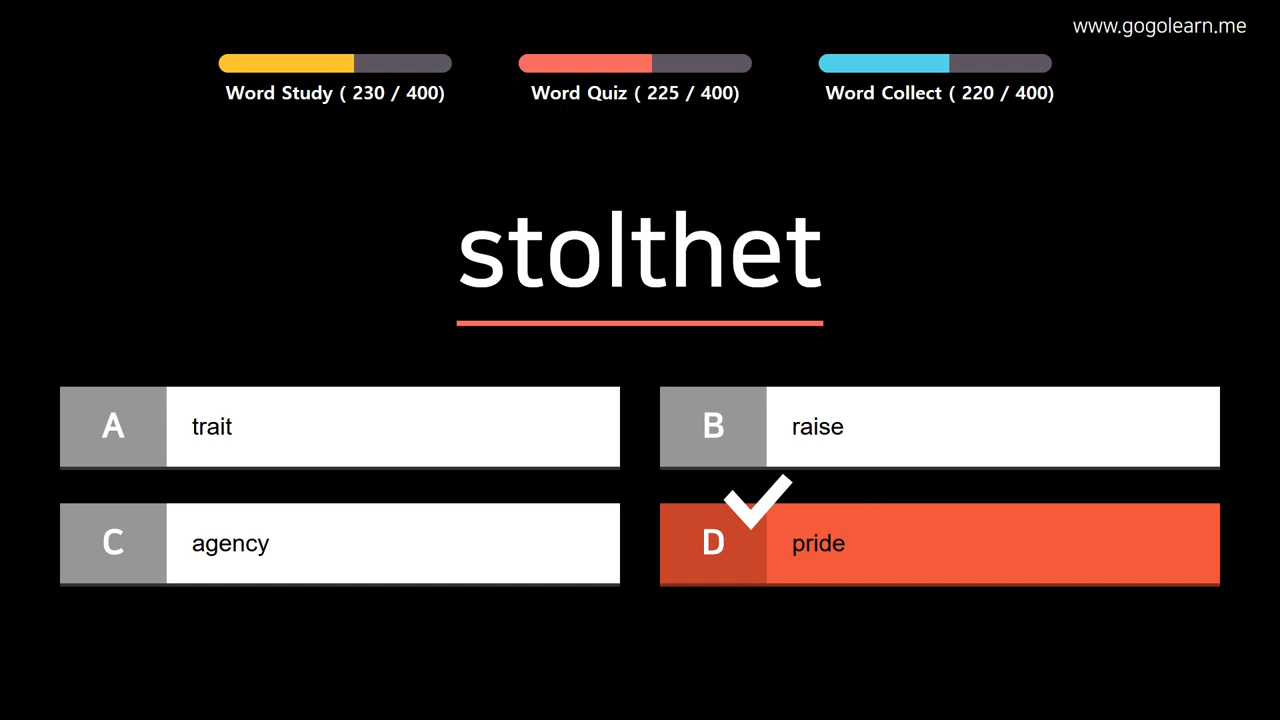 www.gogolearn.me
Word Study ( 230 / 400)
Word Quiz ( 225 / 400)
Word Collect ( 220 / 400)
stolthet
A trait
B raise
C agency
D pride